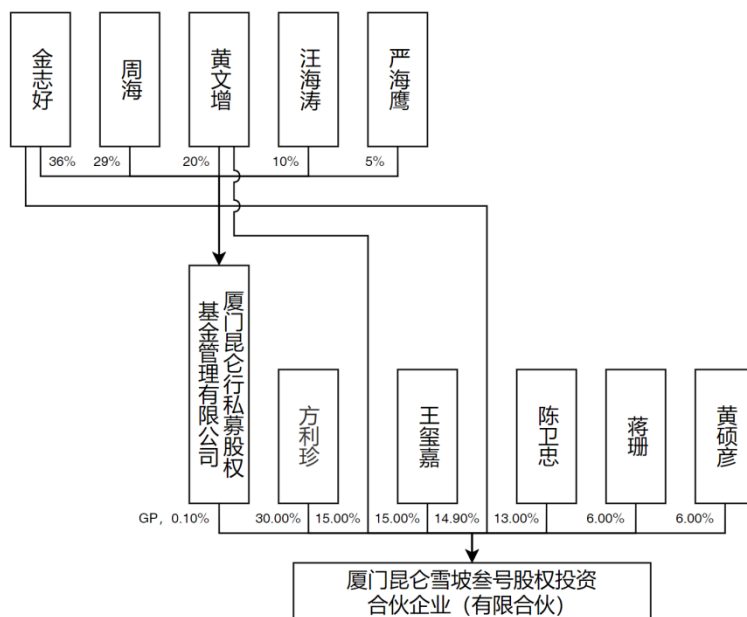 金志好
周海
黄文增
汪海涛
严海鹰
36%
29%
20%
10%
5%
厦门昆仑行私募股权
基金管理有限公司
方利珍
王玺嘉
陈卫忠
蒋珊
黄硕彦
GP，0.10%
30.00%
15.00%
15.00%
14.90%
13.00%
6.00%
6.00%
厦门昆仑雪坡叁号股权投资
合伙企业（有限合伙）